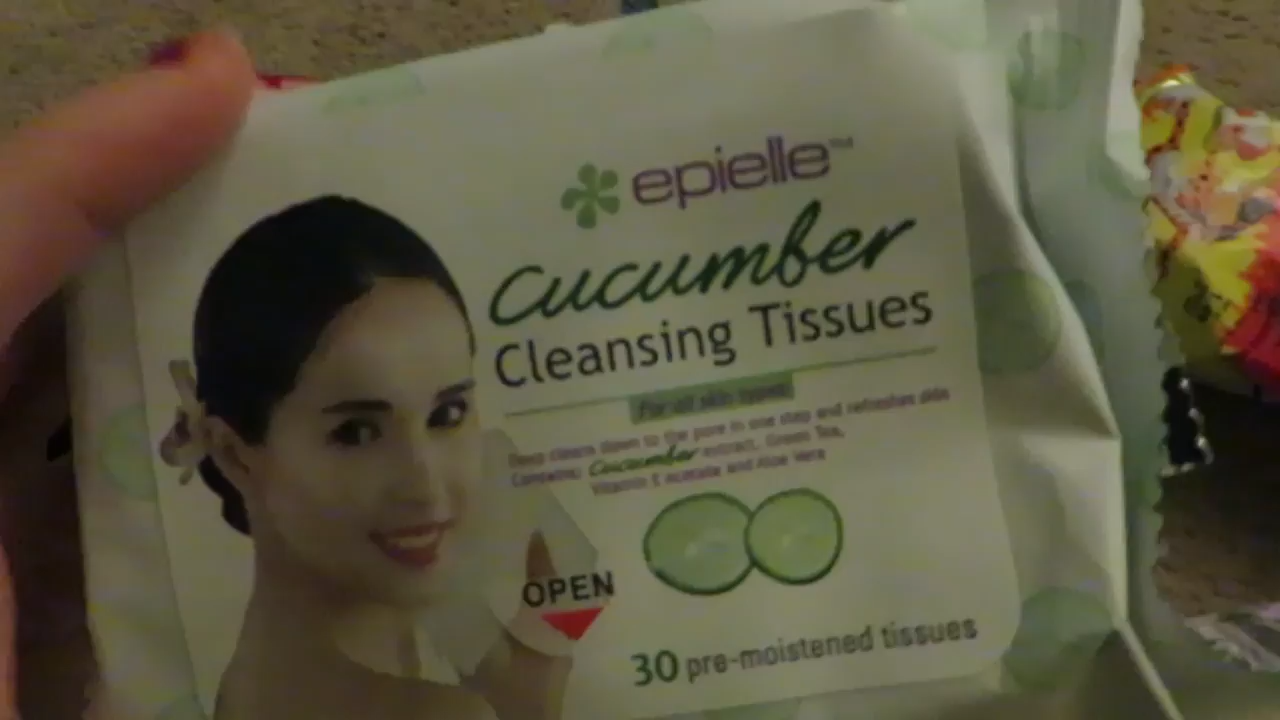 epielle™
Cucumber
Cleansing Tissues
For all skin types
Deep cleans down to the pore in one step and refreshes skin
Contains: Cucumber extract, Green Tea,
Vitamin E Acetate and Aloe Vera
OPEN
30 pre-moistened tissues